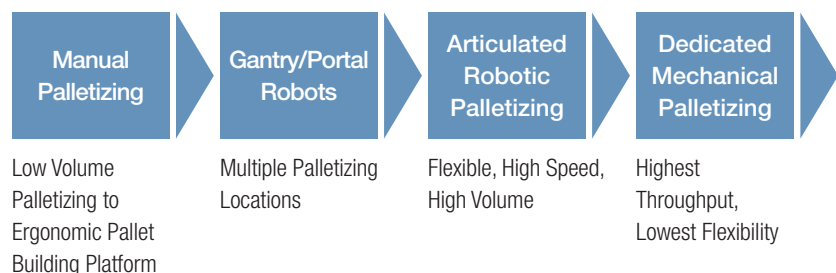 Manual
Palletizing
Gantry/Portal
Robots
Articulated
Robotic
Palletizing
Dedicated
Mechanical
Palletizing
Low Volume
Palletizing to
Ergonomic Pallet
Building Platform
Multiple Palletizing
Locations
Flexible, High Speed,
High Volume
Highest
Throughput,
Lowest Flexibility